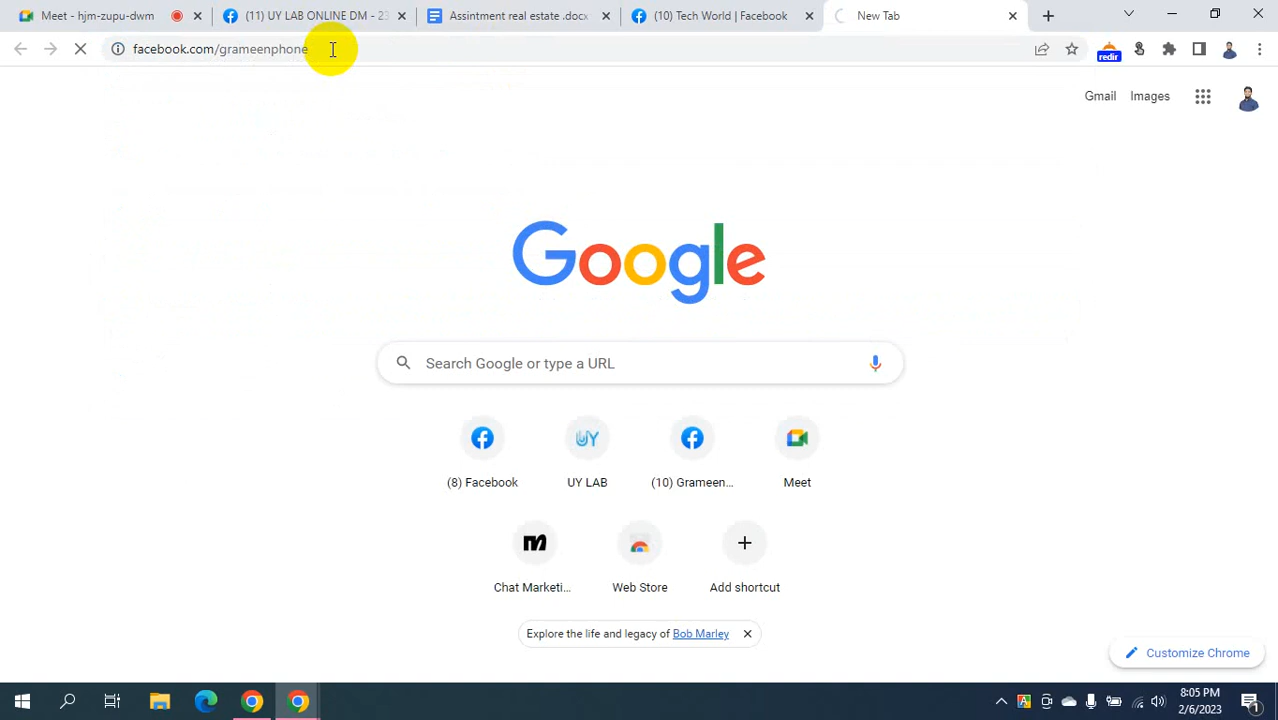 Meet - hjm-zupu-dwm
(11) UY LAB ONLINE DM - 23
Assintment real estate .docx
(10) Tech World | Facebook
New Tab
facebook.com/grameenphone
redir
Gmail
Images
Google
Search Google or type a URL
(8) Facebook
UY LAB
(10) Grameen...
Meet
Chat Marketi...
Web Store
Add shortcut
Explore the life and legacy of Bob Marley
Customize Chrome
8:05 PM
2/6/2023